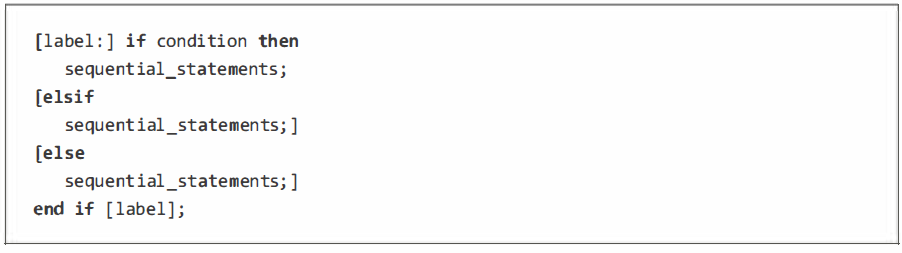 [label:] if condition then
sequential_statements;
[elsif
sequential_statements;]
[else
sequential_statements;]
end if [label];